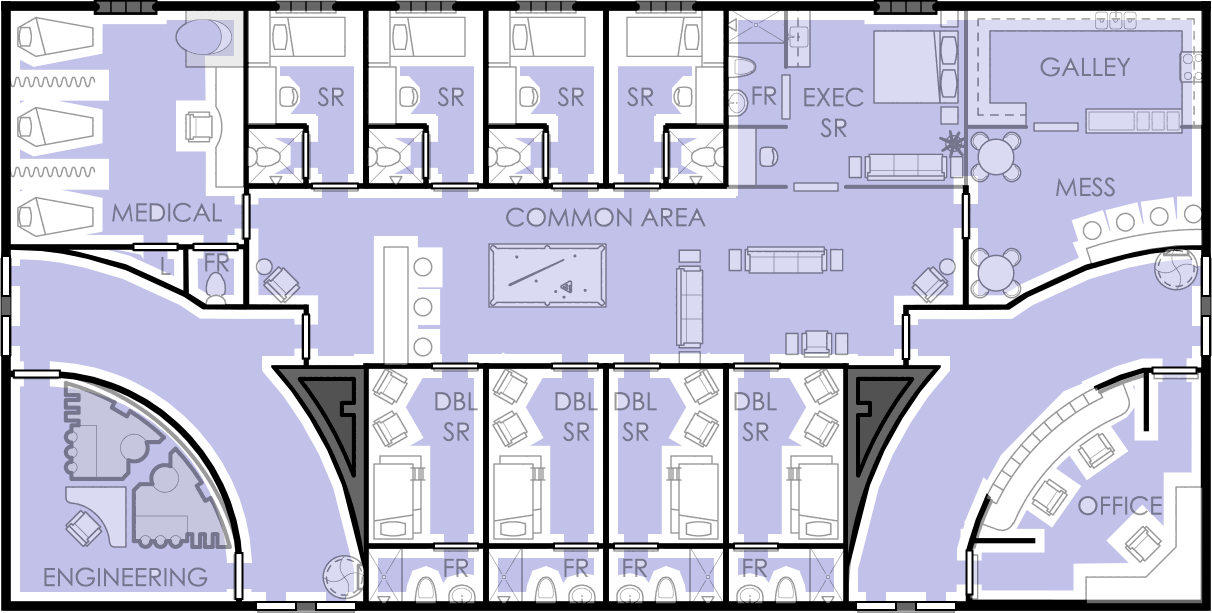 GALLEY
SR
SR
SR
SR
FR
EXEC
SR
MESS
MEDICAL
COMMON AREA
L
FR
DBL
SR
DBL
SR
DBL
SR
DBL
SR
OFFICE
ENGINEERING
FR
FR
FR
FR